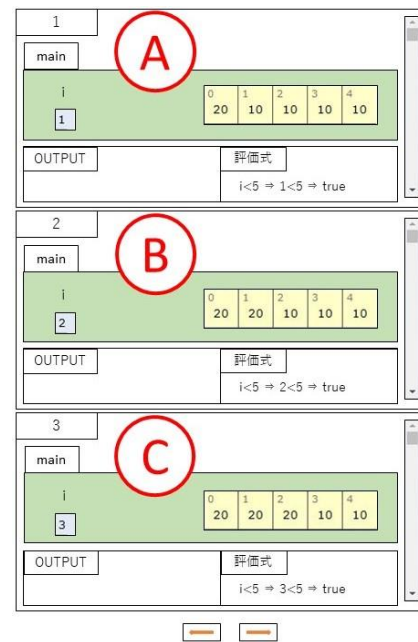 1
main
A
i
0 1 2 3 4
1
20 10 10 10 10
OUTPUT
評価式
i<5 ⇒ 1<5 ⇒ true
2
main
B
i
0 1 2 3 4
2
20 20 10 10 10
OUTPUT
評価式
i<5 ⇒ 2<5 ⇒ true
3
main
C
i
0 1 2 3 4
3
20 20 20 10 10
OUTPUT
評価式
i<5 ⇒ 3<5 ⇒ true